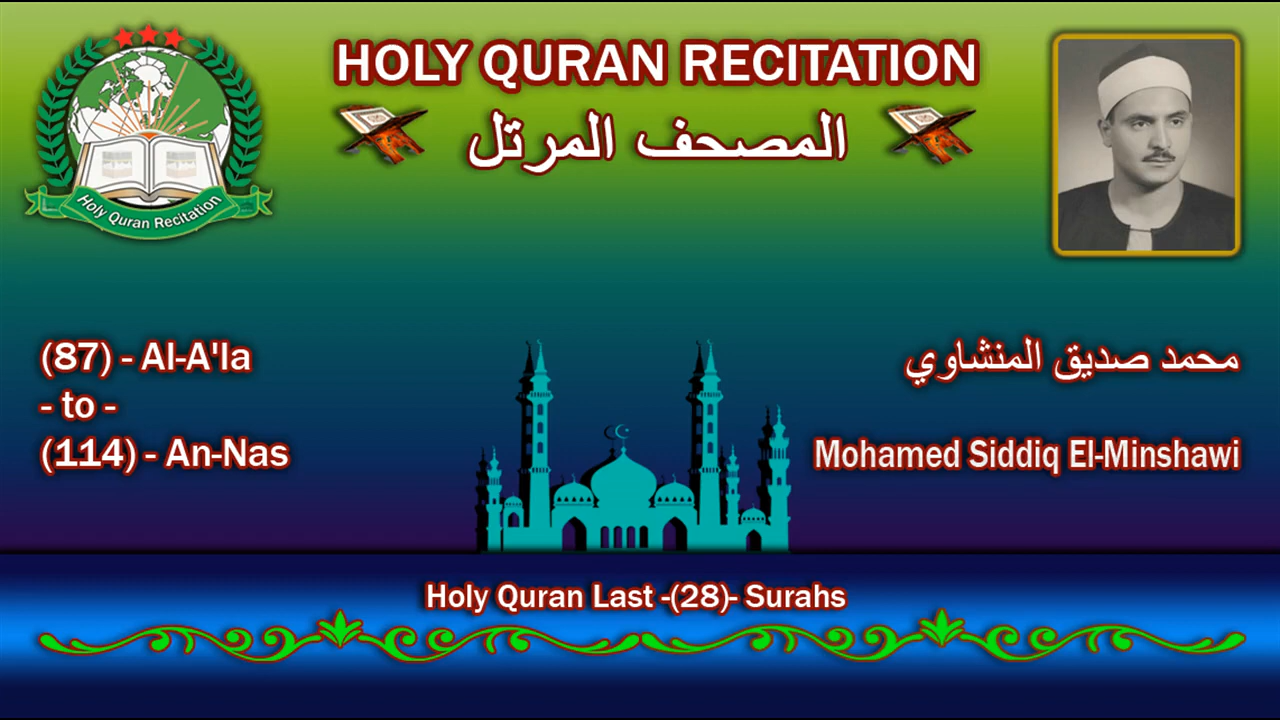 HOLY QURAN RECITATION
المصحف المرتل
Holy Quran Recitation
(87) - Al-A'la
- to -
(114) - An-Nas
محمد صديق المنشاوي
Mohamed Siddiq El-Minshawi
Holy Quran Last -(28)- Surahs